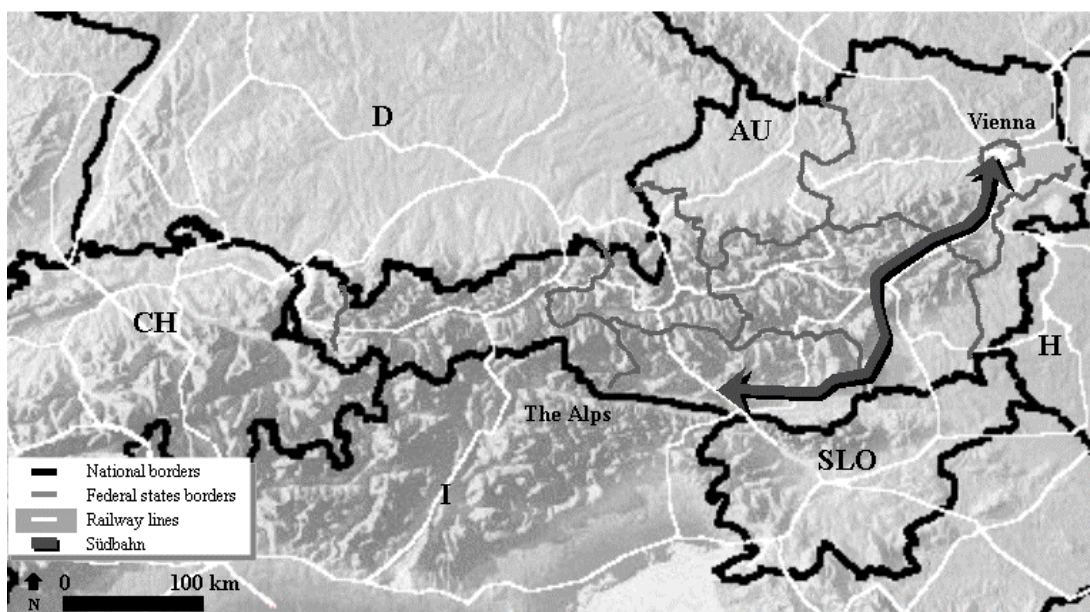 D
AU
Vienna
CH
H
The Alps
SLO
I
National borders
Federal states borders
Railway lines
Südbahn
0 100 km
N